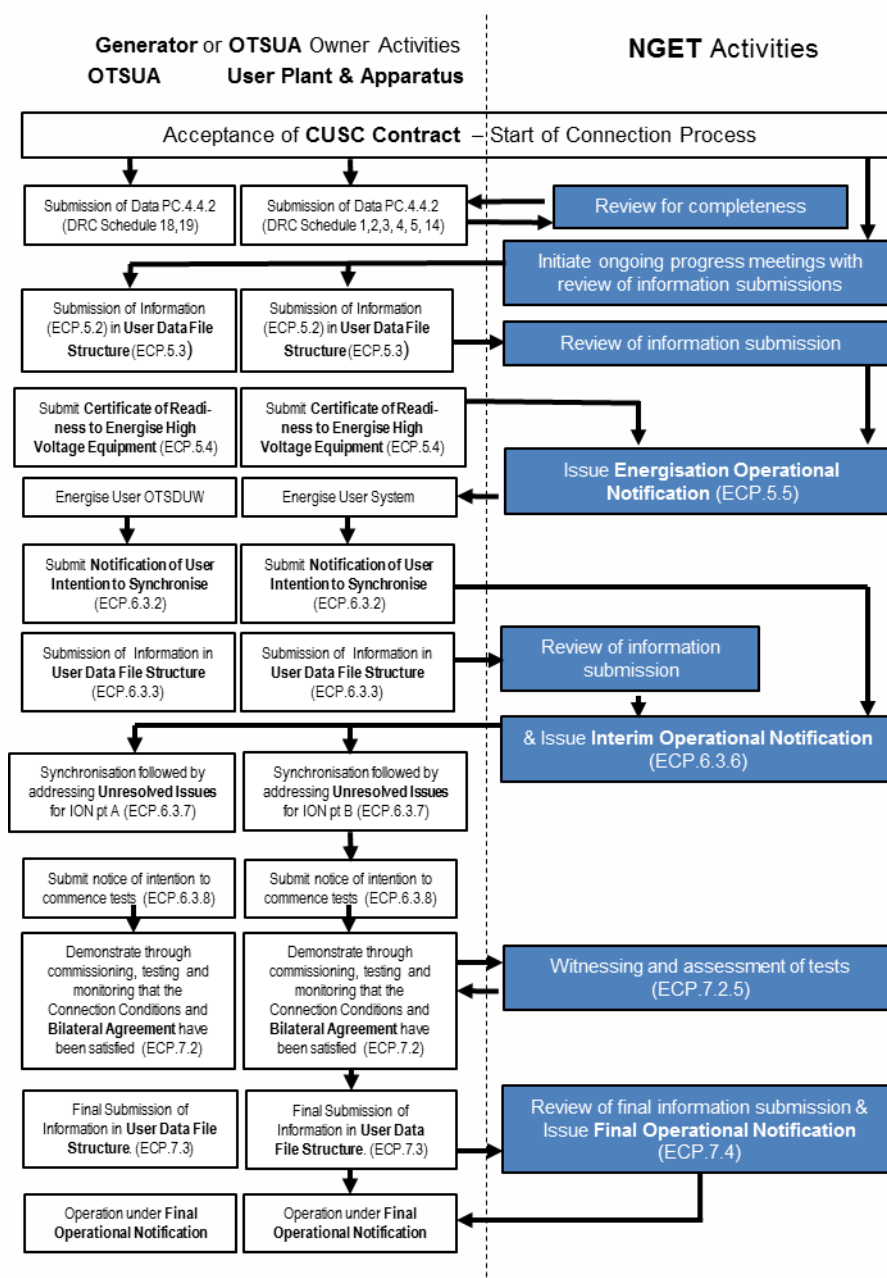 Generator or OTSUA Owner Activities
OTSUA User Plant & Apparatus
NGET Activities
Acceptance of CUSC Contract – Start of Connection Process
Submission of Data PC.4.4.2
(DRC Schedule 18,19)
Submission of Data PC.4.4.2
(DRC Schedule 1,2,3, 4, 5, 14)
Review for completeness
Initiate ongoing progress meetings with
review of information submissions
Submission of Information
(ECP.5.2) in User Data File
Structure (ECP.5.3)
Submission of Information
(ECP.5.2) in User Data File
Structure (ECP.5.3)
Review of information submission
Submit Certificate of Readi-
ness to Energise High
Voltage Equipment (ECP.5.4)
Submit Certificate of Readi-
ness to Energise High
Voltage Equipment (ECP.5.4)
Issue Energisation Operational
Notification (ECP.5.5)
Energise User OTSDUW
Energise User System
Submit Notification of User
Intention to Synchronise
(ECP.6.3.2)
Submit Notification of User
Intention to Synchronise
(ECP.6.3.2)
Submission of Information in
User Data File Structure
(ECP.6.3.3)
Submission of Information in
User Data File Structure
(ECP.6.3.3)
Review of information
submission
& Issue Interim Operational Notification
(ECP.6.3.6)
Synchronisation followed by
addressing Unresolved Issues
for ION pt A (ECP.6.3.7)
Synchronisation followed by
addressing Unresolved Issues
for ION pt B (ECP.6.3.7)
Submit notice of intention to
commence tests (ECP.6.3.8)
Submit notice of intention to
commence tests (ECP.6.3.8)
Demonstrate through
commissioning, testing and
monitoring that the
Connection Conditions and
Bilateral Agreement have
been satisfied (ECP.7.2)
Demonstrate through
commissioning, testing and
monitoring that the
Connection Conditions and
Bilateral Agreement have
been satisfied (ECP.7.2)
Witnessing and assessment of tests
(ECP.7.2.5)
Final Submission of
Information in User Data File
Structure. (ECP.7.3)
Final Submission of
Information in User Data
File Structure. (ECP.7.3)
Review of final information submission &
Issue Final Operational Notification
(ECP.7.4)
Operation under Final
Operational Notification
Operation under Final
Operational Notification